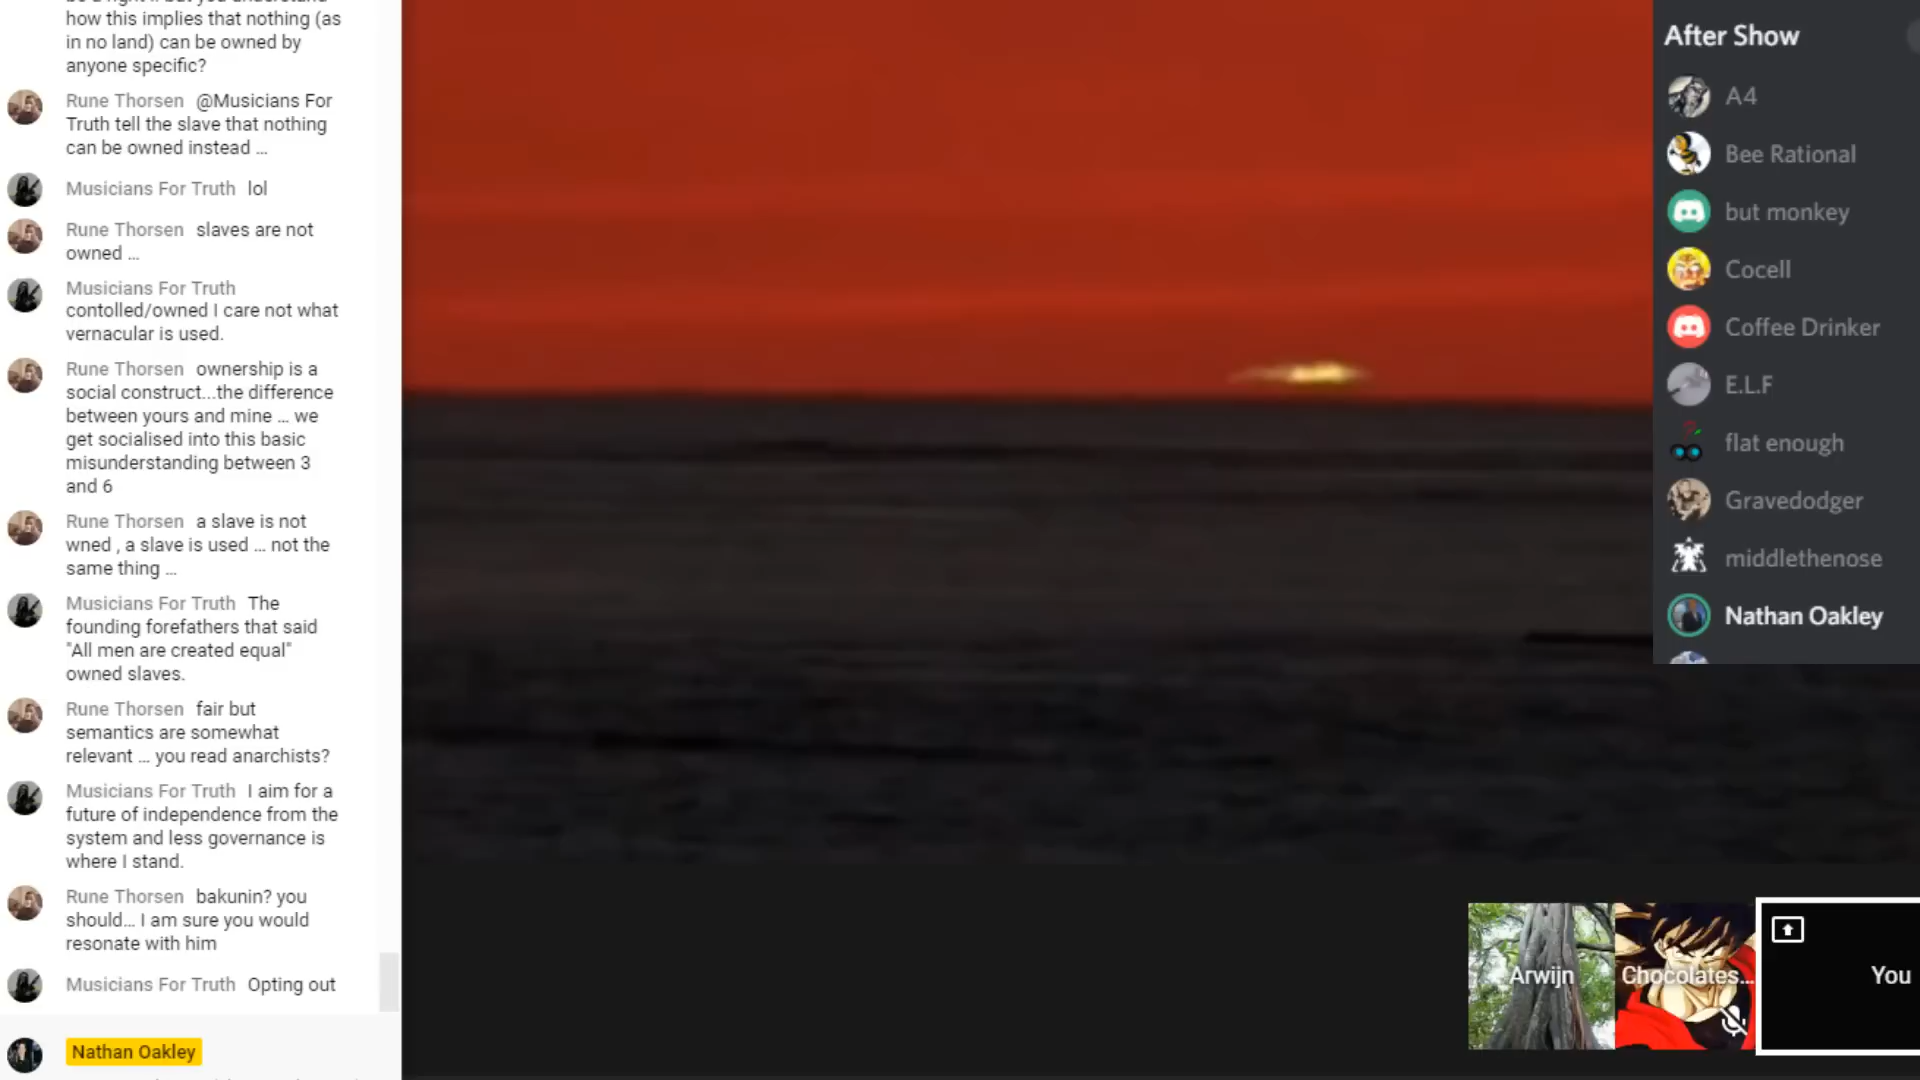 how this implies that nothing (as
in no land) can be owned by
anyone specific?
Rune Thorsen @Musicians For
Truth tell the slave that nothing
can be owned instead ...
Musicians For Truth lol
Rune Thorsen slaves are not
owned ...
Musicians For Truth
contolled/owned I care not what
vernacular is used.
Rune Thorsen ownership is a
social construct...the difference
between yours and mine ... we
get socialised into this basic
misunderstanding between 3
and 6
Rune Thorsen a slave is not
wned , a slave is used ... not the
same thing ...
Musicians For Truth The
founding forefathers that said
"All men are created equal"
owned slaves.
Rune Thorsen fair but
semantics are somewhat
relevant ... you read anarchists?
Musicians For Truth I aim for a
future of independence from the
system and less governance is
where I stand.
Rune Thorsen bakunin? you
should... I am sure you would
resonate with him
Musicians For Truth Opting out
Nathan Oakley
After Show
A4
Bee Rational
but monkey
Cocell
Coffee Drinker
E.L.F
flat enough
Gravedodger
middlethenose
Nathan Oakley
Arwijn
Chocolates...
You